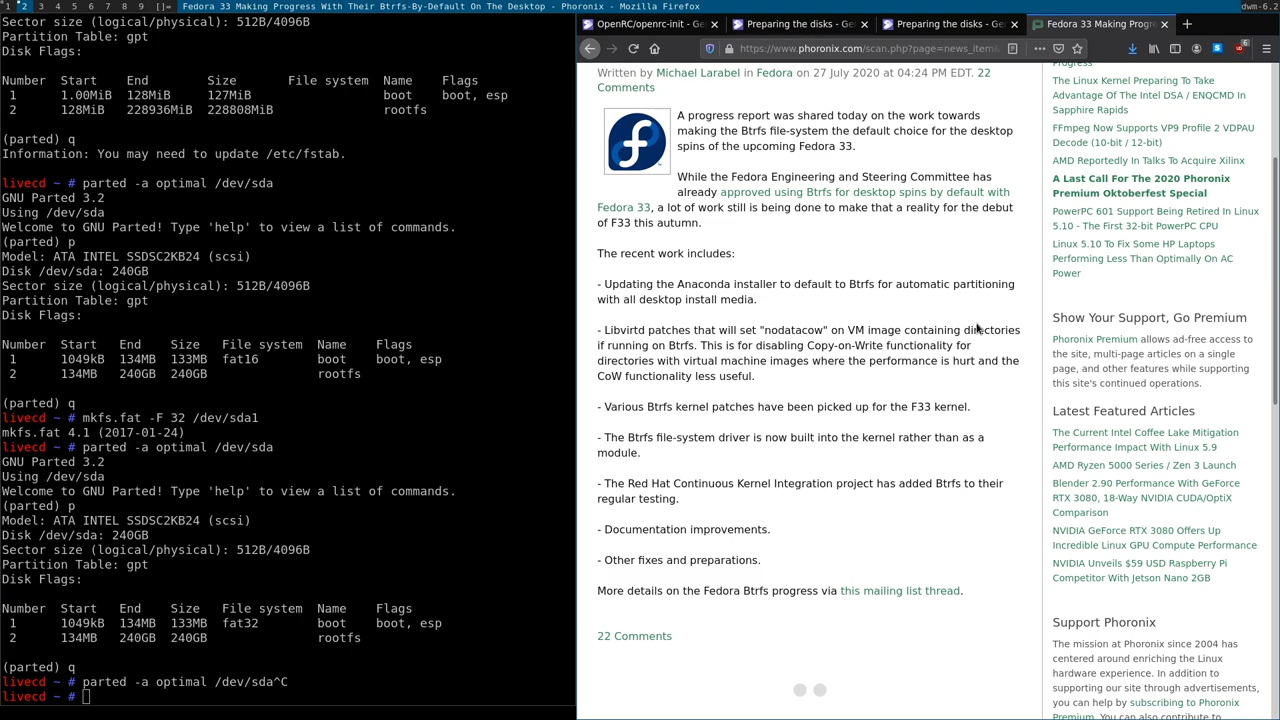 1 2 3 4 5 6 7 8 9 []= Fedora 33 Making Progress With Their Btrfs-By-Default On The Desktop - Phoronix - Mozilla Firefox dwm-6.2
Sector size (logical/physical): 512B/4096B
Partition Table: gpt
Disk Flags:
Number Start End Size File system Name Flags
1 1.00MiB 128MiB 127MiB boot boot, esp
2 128MiB 228936MiB 228808MiB rootfs
(parted) q
Information: You may need to update /etc/fstab.
livecd ~ # parted -a optimal /dev/sda
GNU Parted 3.2
Using /dev/sda
Welcome to GNU Parted! Type 'help' to view a list of commands.
(parted) p
Model: ATA INTEL SSDSC2KB24 (scsi)
Disk /dev/sda: 240GB
Sector size (logical/physical): 512B/4096B
Partition Table: gpt
Disk Flags:
Number Start End Size File system Name Flags
1 1049kB 134MB 133MB fat16 boot boot, esp
2 134MB 240GB 240GB rootfs
(parted) q
livecd ~ # mkfs.fat -F 32 /dev/sda1
mkfs.fat 4.1 (2017-01-24)
livecd ~ # parted -a optimal /dev/sda
GNU Parted 3.2
Using /dev/sda
Welcome to GNU Parted! Type 'help' to view a list of commands.
(parted) p
Model: ATA INTEL SSDSC2KB24 (scsi)
Disk /dev/sda: 240GB
Sector size (logical/physical): 512B/4096B
Partition Table: gpt
Disk Flags:
Number Start End Size File system Name Flags
1 1049kB 134MB 133MB fat32 boot boot, esp
2 134MB 240GB 240GB rootfs
(parted) q
livecd ~ # parted -a optimal /dev/sda^C
livecd ~ #
OpenRC/openrc-init - Ge
Preparing the disks - Gen
Preparing the disks - Ge
Fedora 33 Making Progre
https://www.phoronix.com/scan.php?page=news_item&
6
Written by Michael Larabel in Fedora on 27 July 2020 at 04:24 PM EDT. 22
Comments
A progress report was shared today on the work towards
making the Btrfs file-system the default choice for the desktop
spins of the upcoming Fedora 33.
While the Fedora Engineering and Steering Committee has
already approved using Btrfs for desktop spins by default with
Fedora 33, a lot of work still is being done to make that a reality for the debut
of F33 this autumn.
The recent work includes:
- Updating the Anaconda installer to default to Btrfs for automatic partitioning
with all desktop install media.
- Libvirtd patches that will set "nodatacow" on VM image containing directories
if running on Btrfs. This is for disabling Copy-on-Write functionality for
directories with virtual machine images where the performance is hurt and the
CoW functionality less useful.
- Various Btrfs kernel patches have been picked up for the F33 kernel.
- The Btrfs file-system driver is now built into the kernel rather than as a
module.
- The Red Hat Continuous Kernel Integration project has added Btrfs to their
regular testing.
- Documentation improvements.
- Other fixes and preparations.
More details on the Fedora Btrfs progress via this mailing list thread.
22 Comments
Progress
The Linux Kernel Preparing To Take
Advantage Of The Intel DSA / ENQCMD In
Sapphire Rapids
FFmpeg Now Supports VP9 Profile 2 VDPAU
Decode (10-bit / 12-bit)
AMD Reportedly In Talks To Acquire Xilinx
A Last Call For The 2020 Phoronix
Premium Oktoberfest Special
PowerPC 601 Support Being Retired In Linux
5.10 - The First 32-bit PowerPC CPU
Linux 5.10 To Fix Some HP Laptops
Performing Less Than Optimally On AC
Power
Show Your Support, Go Premium
Phoronix Premium allows ad-free access to
the site, multi-page articles on a single
page, and other features while supporting
this site's continued operations.
Latest Featured Articles
The Current Intel Coffee Lake Mitigation
Performance Impact With Linux 5.9
AMD Ryzen 5000 Series / Zen 3 Launch
Blender 2.90 Performance With GeForce
RTX 3080, 18-Way NVIDIA CUDA/OptiX
Comparison
NVIDIA GeForce RTX 3080 Offers Up
Incredible Linux GPU Compute Performance
NVIDIA Unveils $59 USD Raspberry Pi
Competitor With Jetson Nano 2GB
Support Phoronix
The mission at Phoronix since 2004 has
centered around enriching the Linux
hardware experience. In addition to
supporting our site through advertisements,
you can help by subscribing to Phoronix
Premium. You can also contribute to